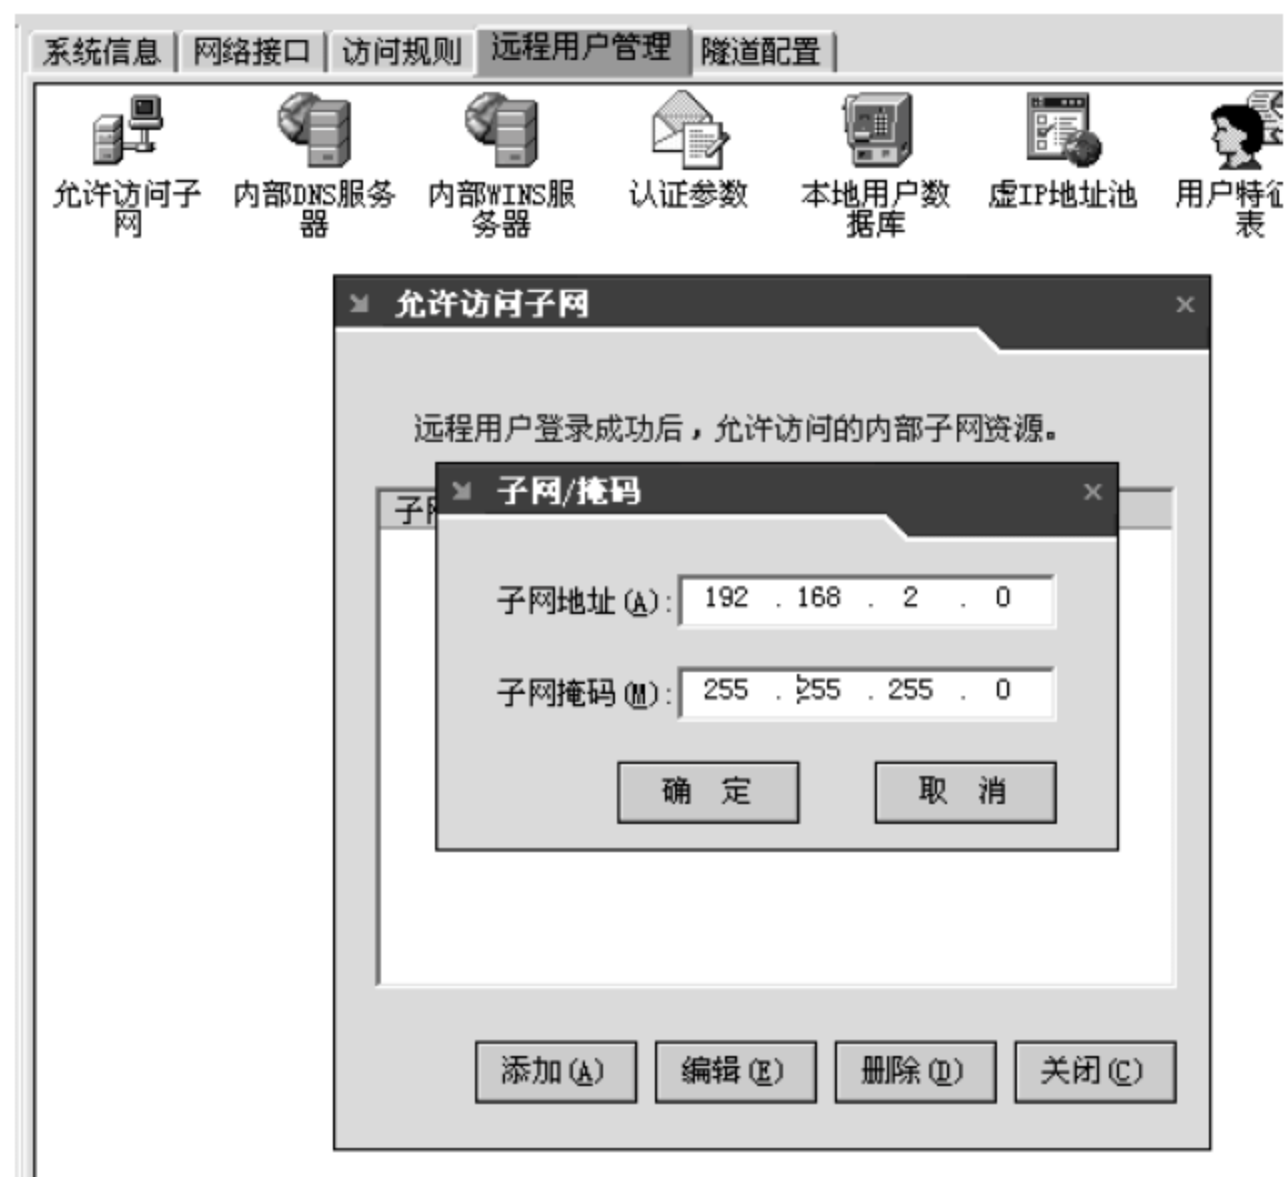 系统信息 网络接口 访问规则 远程用户管理 隧道配置
允许访问子网
内部DNS服务器
内部WINS服务器
认证参数
本地用户数据库
虚IP地址池
用户特征表
允许访问子网
远程用户登录成功后，允许访问的内部子网资源。
子网/掩码
子网地址(A): 192 . 168 . 2 . 0
子网掩码(M): 255 . 255 . 255 . 0
确 定 取 消
添加(A) 编辑(E) 删除(D) 关闭(C)